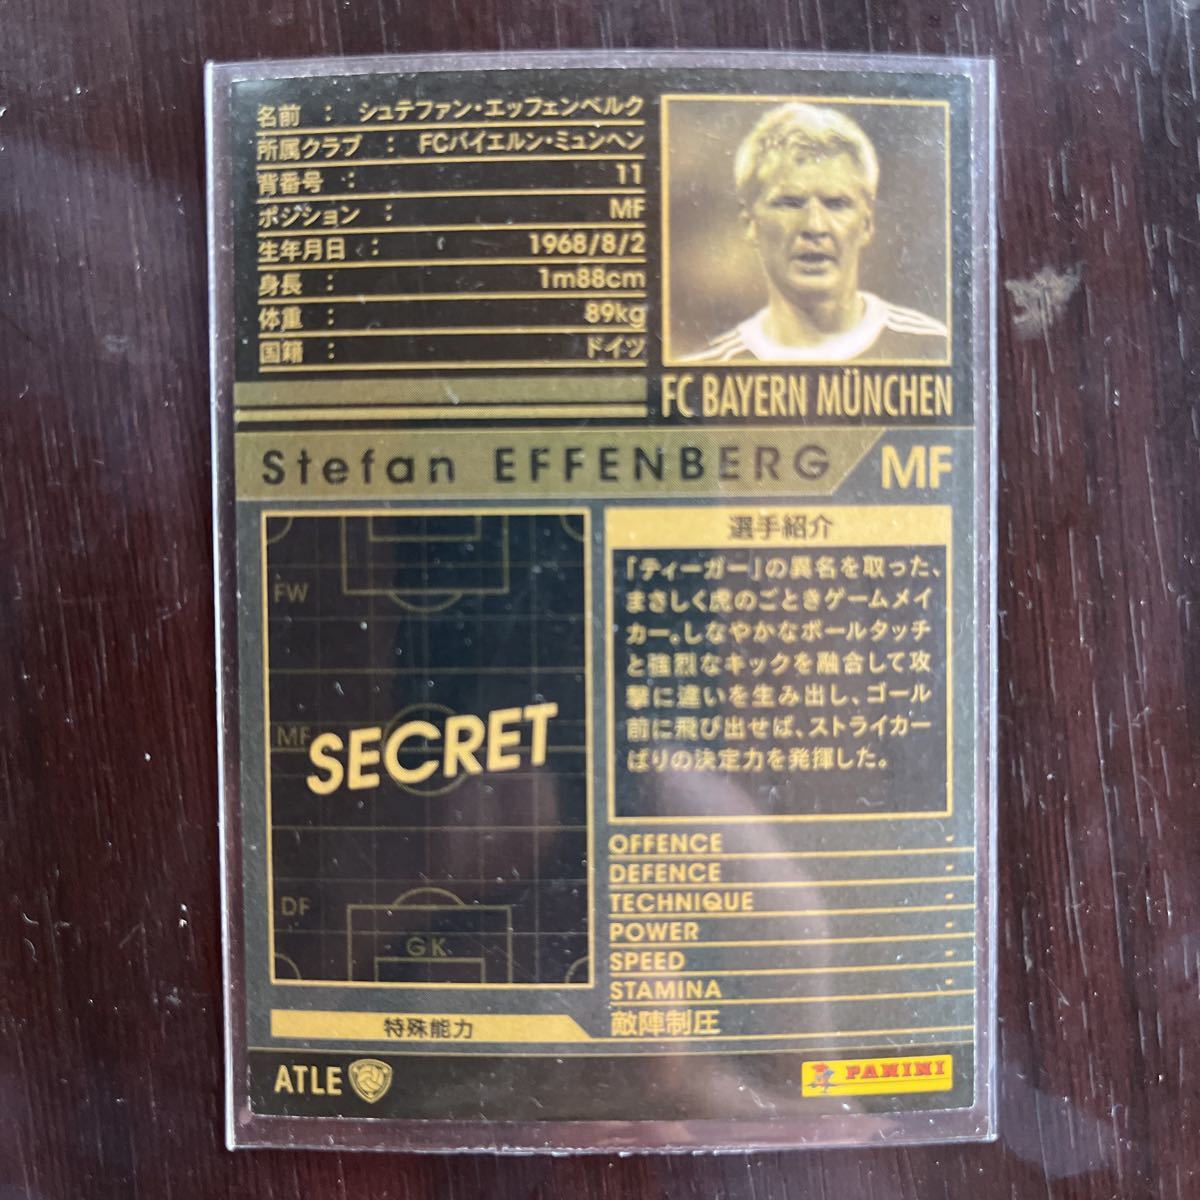 名前 : シュテファン・エッフェンベルク
所属クラブ : FCバイエルン・ミュンヘン
背番号 : 11
ポジション : MF
生年月日 : 1968/8/2
身長 : 1m88cm
体重 : 89kg
国籍 : ドイツ
FC BAYERN MÜNCHEN
Stefan EFFENBERG MF
FW
MF
SECRET
DF
GK
選手紹介
「ティーガー」の異名を取った、
まさしく虎のごときゲームメイ
カー。しなやかなボールタッチ
と強烈なキックを融合して攻
撃に違いを生み出し、ゴール
前に飛び出せば、ストライカー
ばりの決定力を発揮した。
OFFENCE -
DEFENCE -
TECHNIQUE -
POWER -
SPEED -
STAMINA -
特殊能力
敵陣制圧
ATLE
PANINI